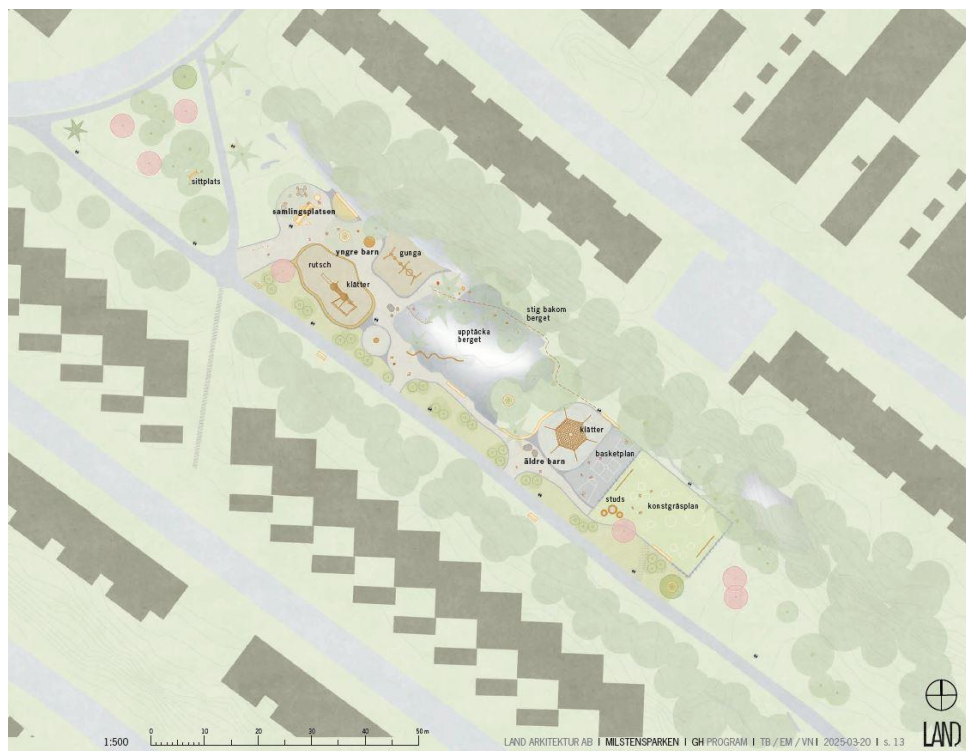 sittplats
samlingsplatsen
yngre barn
gunga
rutsch
klätter
stig bakom
berget
upptäcka
berget
klätter
basketplan
äldre barn
studs
konstgräsplan
1:500
0 10 20 30 40 50 m
LAND ARKITEKTUR AB I MILSTENSPARKEN I GH PROGRAM I TB / EM / VN I 2025-03-20 I s. 13
LAND